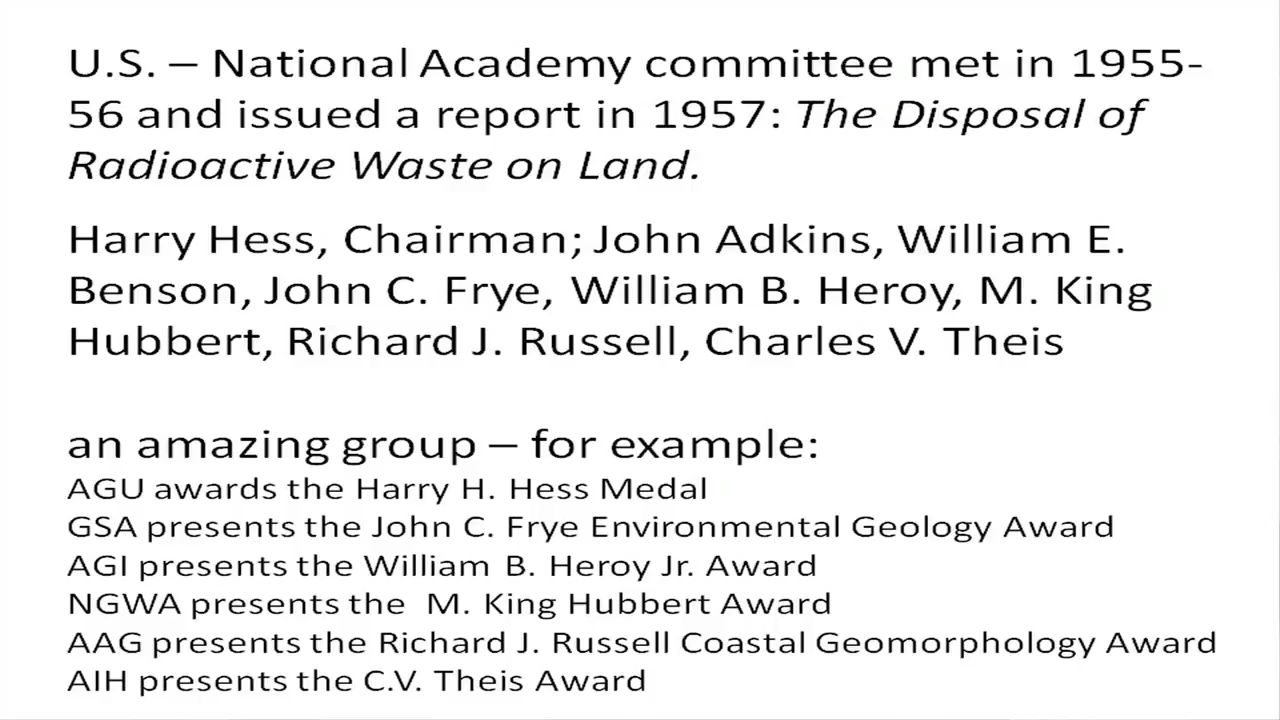 U.S. – National Academy committee met in 1955-
56 and issued a report in 1957: The Disposal of
Radioactive Waste on Land.
Harry Hess, Chairman; John Adkins, William E.
Benson, John C. Frye, William B. Heroy, M. King
Hubbert, Richard J. Russell, Charles V. Theis
an amazing group – for example:
AGU awards the Harry H. Hess Medal
GSA presents the John C. Frye Environmental Geology Award
AGI presents the William B. Heroy Jr. Award
NGWA presents the M. King Hubbert Award
AAG presents the Richard J. Russell Coastal Geomorphology Award
AIH presents the C.V. Theis Award